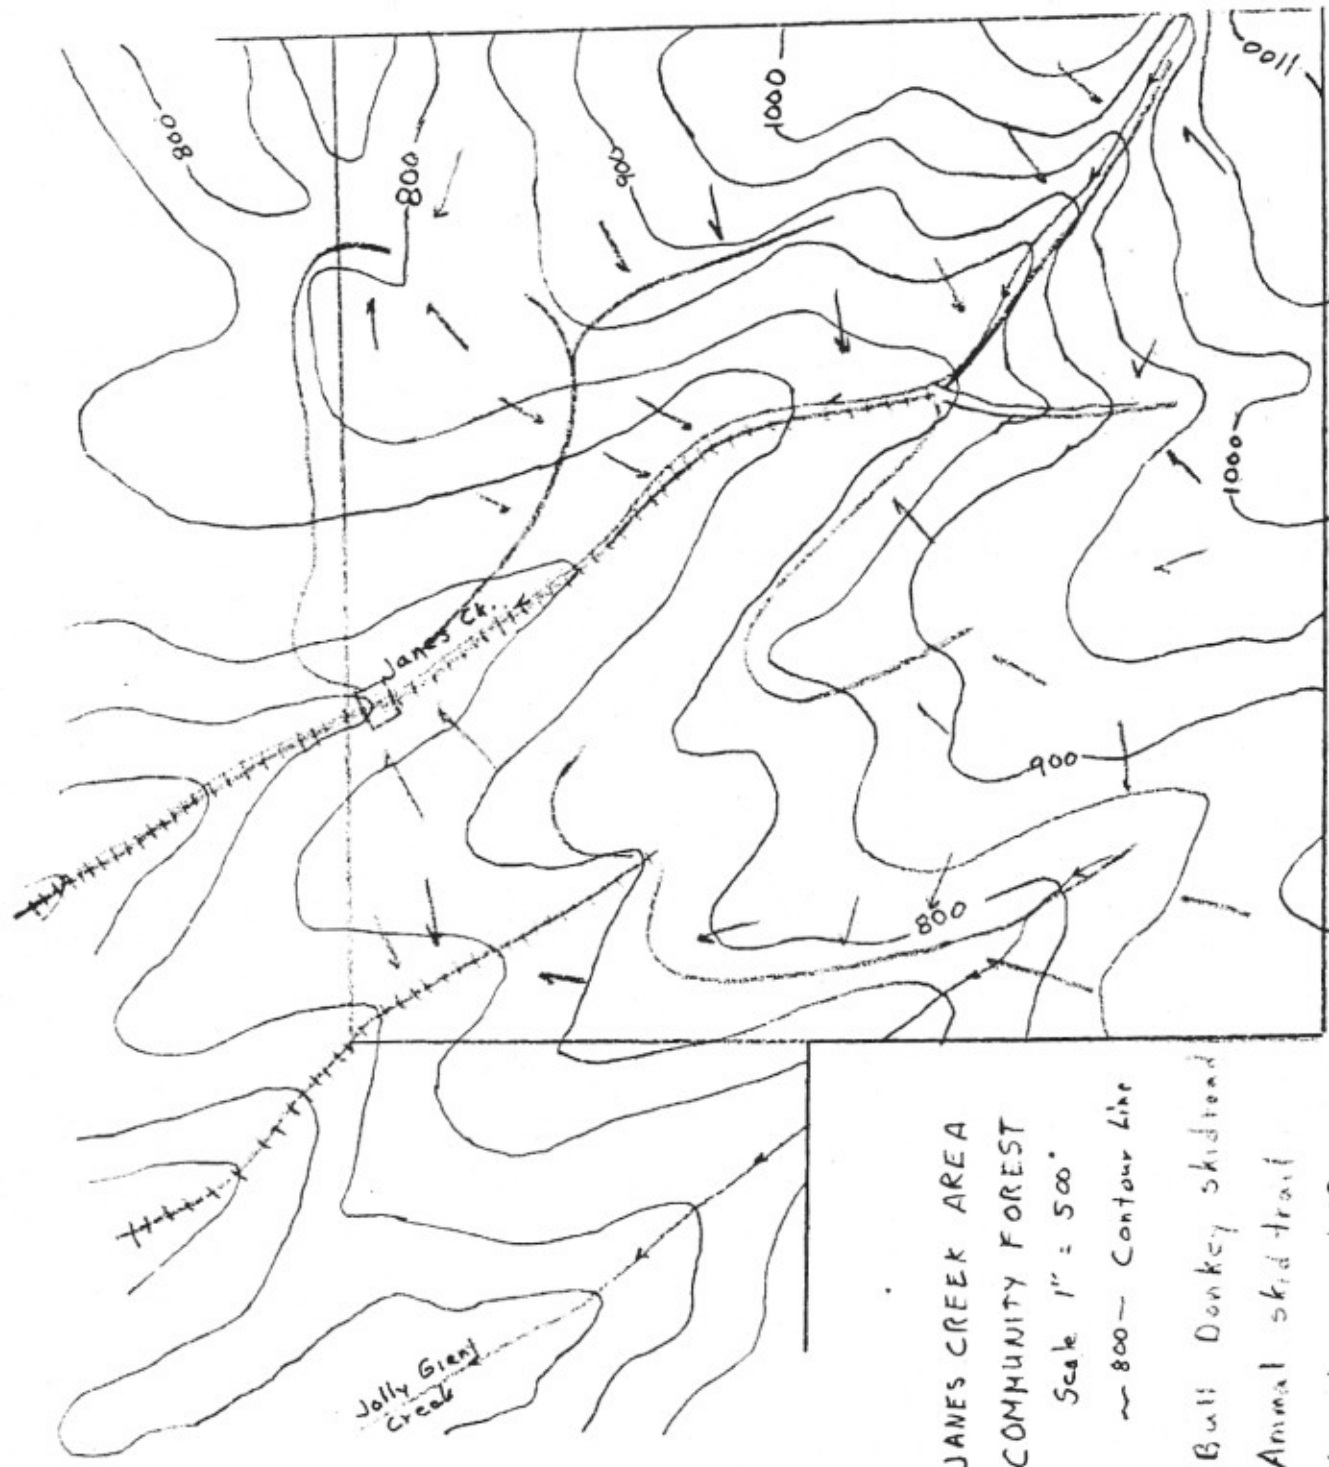 1100
1000
800
800
900
1000
Janes Ck.
900
800
Jolly Giant
Creek
JANES CREEK AREA
COMMUNITY FOREST
Scale 1" = 500'
~800— Contour Line
Bull Donkey skidroad
Animal skid trail